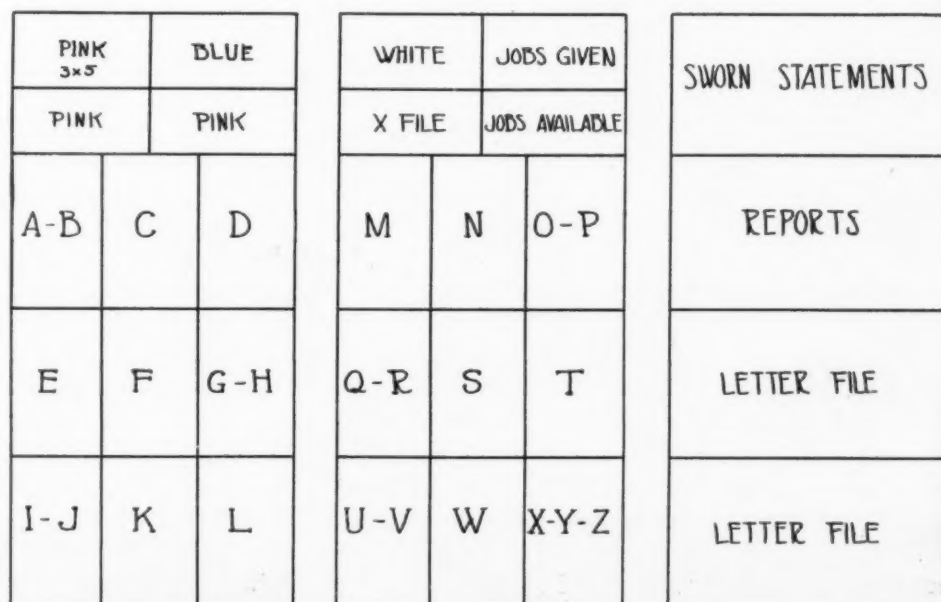 PINK
3x5
BLUE
PINK
PINK
A-B
C
D
E
F
G-H
I-J
K
L
WHITE
JOBS GIVEN
X FILE
JOBS AVAILABLE
M
N
O-P
Q-R
S
T
U-V
W
X-Y-Z
SWORN STATEMENTS
REPORTS
LETTER FILE
LETTER FILE